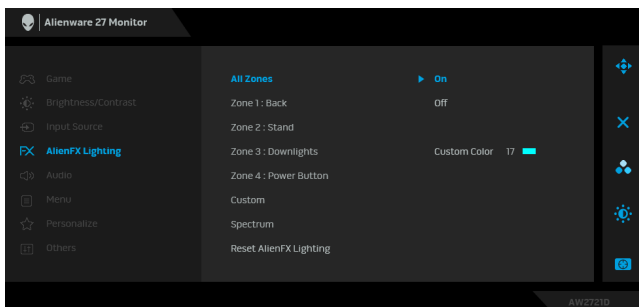 Alienware 27 Monitor
Game
Brightness/Contrast
Input Source
FX AlienFX Lighting
Audio
Menu
Personalize
Others
All Zones On
Zone 1 : Back Off
Zone 2 : Stand
Zone 3 : Downlights Custom Color 17
Zone 4 : Power Button
Custom
Spectrum
Reset AlienFX Lighting
AW2721D